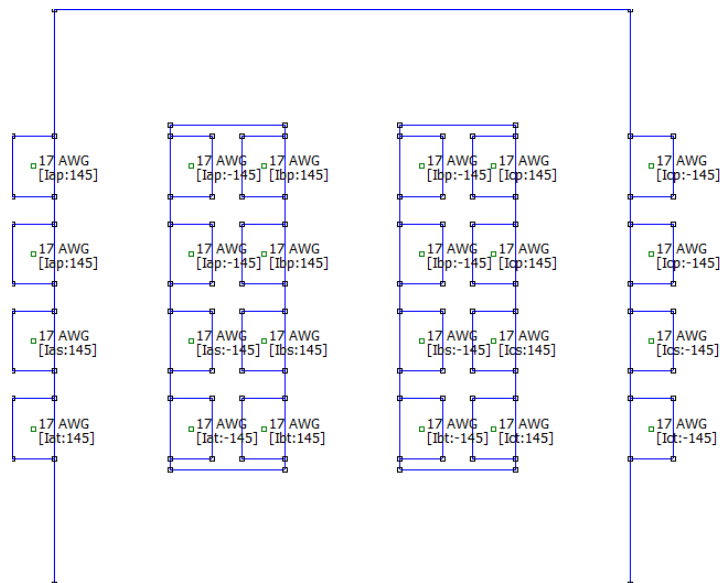 17 AWG
[Iap:145]
17 AWG
[Iap:-145]
17 AWG
[Ibp:145]
17 AWG
[Ibp:-145]
17 AWG
[Icp:145]
17 AWG
[Icp:-145]
17 AWG
[Iap:145]
17 AWG
[Iap:-145]
17 AWG
[Ibp:145]
17 AWG
[Ibp:-145]
17 AWG
[Icp:145]
17 AWG
[Icp:-145]
17 AWG
[Ias:145]
17 AWG
[Ias:-145]
17 AWG
[Ibs:145]
17 AWG
[Ibs:-145]
17 AWG
[Ics:145]
17 AWG
[Ics:-145]
17 AWG
[Iat:145]
17 AWG
[Iat:-145]
17 AWG
[Ibt:145]
17 AWG
[Ibt:-145]
17 AWG
[Ict:145]
17 AWG
[Ict:-145]